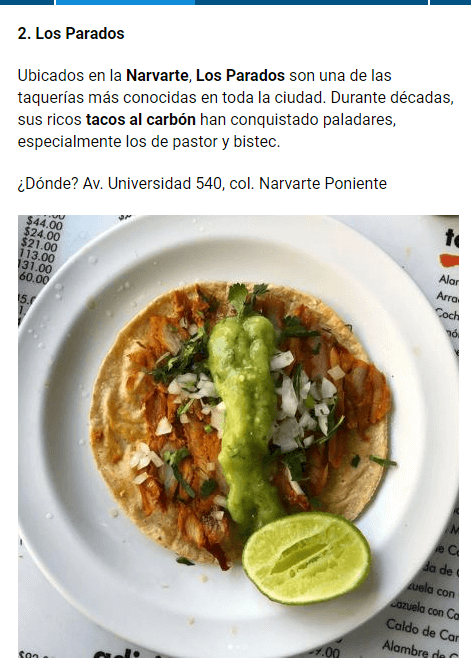 2. Los Parados
Ubicados en la Narvarte, Los Parados son una de las
taquerías más conocidas en toda la ciudad. Durante décadas,
sus ricos tacos al carbón han conquistado paladares,
especialmente los de pastor y bistec.
¿Dónde? Av. Universidad 540, col. Narvarte Poniente
$44.00
$24.00
$21.00
113.00
131.00
60.00
Alar
Arra
Coch
da de
zuela con
Cazuela con Ca
Caldo de Car
Alambre de